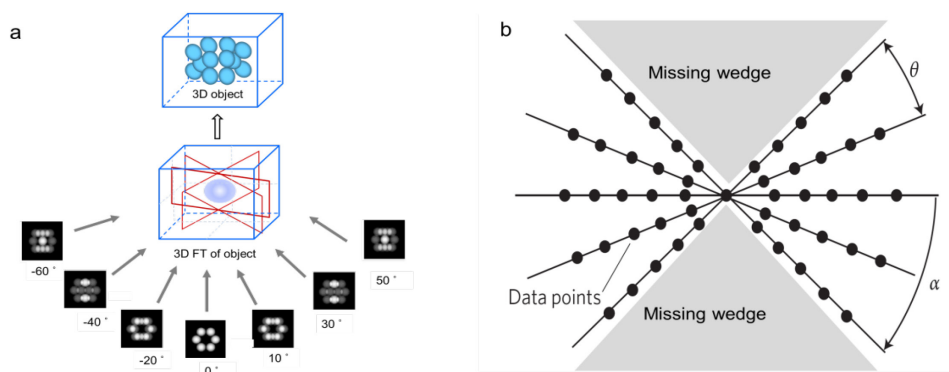 a
3D object
3D FT of object
-60 °
-40 °
-20 °
0 °
10 °
30 °
50 °
b
Missing wedge
θ
α
Data points
Missing wedge